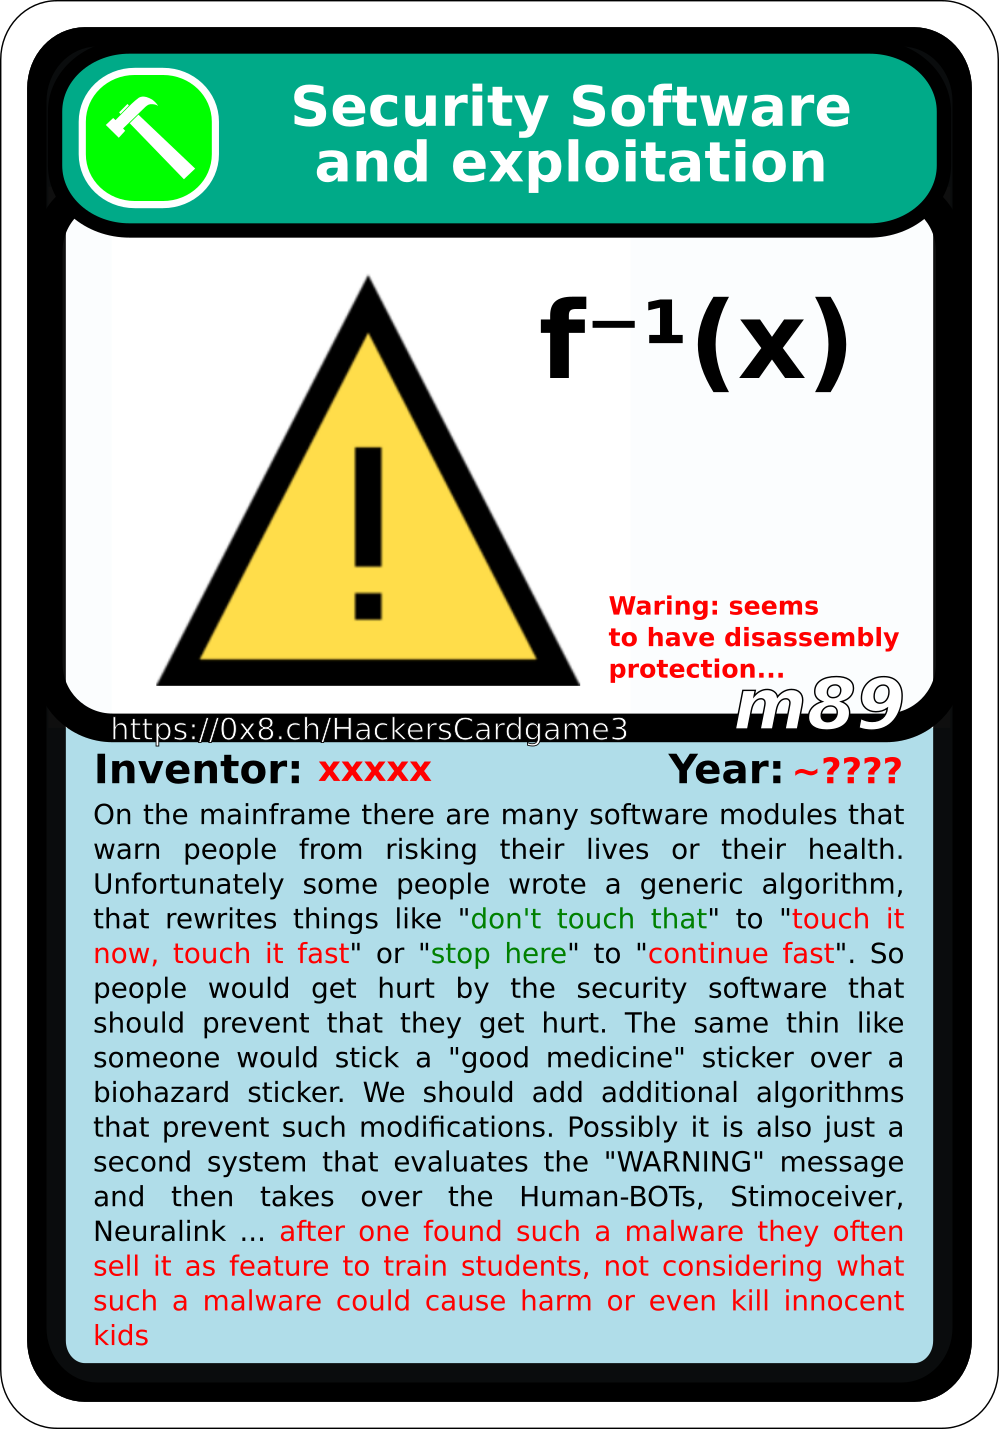 Security Software
and exploitation
f⁻¹(x)
!
Waring: seems
to have disassembly
protection...
m89
https://0x8.ch/HackersCardgame3
Inventor: xxxxx Year: ~????
On the mainframe there are many software modules that
warn people from risking their lives or their health.
Unfortunately some people wrote a generic algorithm,
that rewrites things like "don't touch that" to "touch it
now, touch it fast" or "stop here" to "continue fast". So
people would get hurt by the security software that
should prevent that they get hurt. The same thin like
someone would stick a "good medicine" sticker over a
biohazard sticker. We should add additional algorithms
that prevent such modifications. Possibly it is also just a
second system that evaluates the "WARNING" message
and then takes over the Human-BOTs, Stimoceiver,
Neuralink ... after one found such a malware they often
sell it as feature to train students, not considering what
such a malware could cause harm or even kill innocent
kids